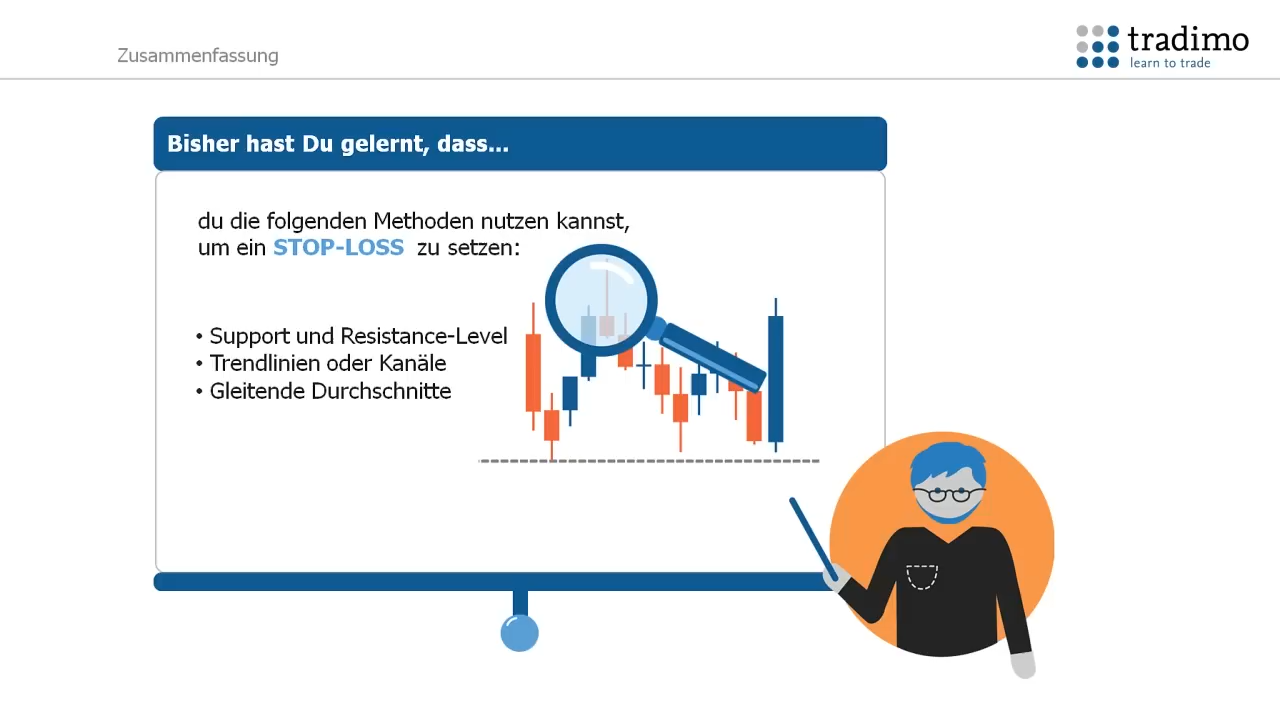 Zusammenfassung
tradimo
learn to trade
Bisher hast Du gelernt, dass...
du die folgenden Methoden nutzen kannst,
um ein STOP-LOSS zu setzen:
• Support und Resistance-Level
• Trendlinien oder Kanäle
• Gleitende Durchschnitte